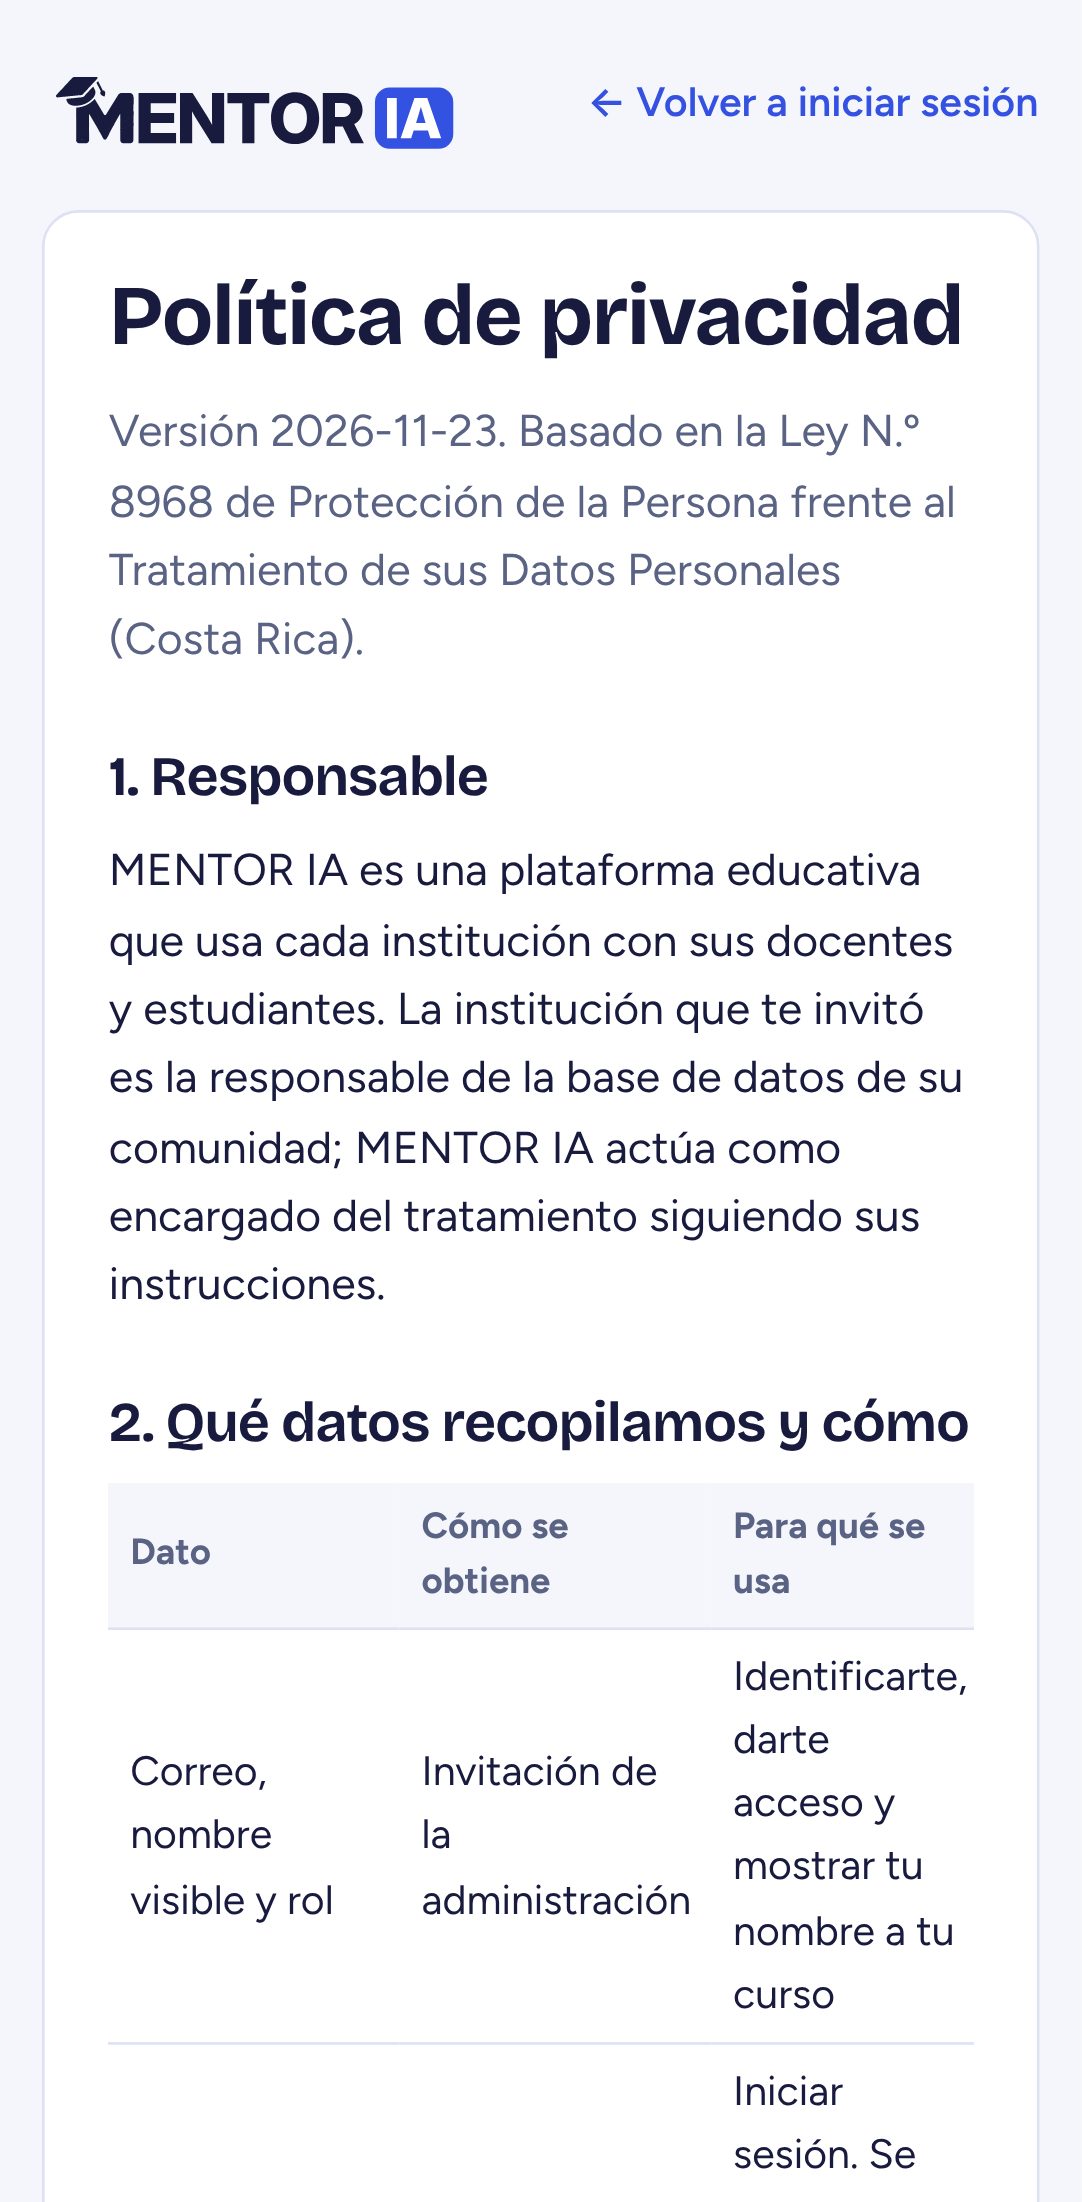 MENTOR IA
← Volver a iniciar sesión
Política de privacidad
Versión 2026-11-23. Basado en la Ley N.º
8968 de Protección de la Persona frente al
Tratamiento de sus Datos Personales
(Costa Rica).
1. Responsable
MENTOR IA es una plataforma educativa
que usa cada institución con sus docentes
y estudiantes. La institución que te invitó
es la responsable de la base de datos de su
comunidad; MENTOR IA actúa como
encargado del tratamiento siguiendo sus
instrucciones.
2. Qué datos recopilamos y cómo
Dato
Cómo se
obtiene
Para qué se
usa
Correo,
nombre
visible y rol
Invitación de
la
administración
Identificarte,
darte
acceso y
mostrar tu
nombre a tu
curso
Iniciar
sesión. Se